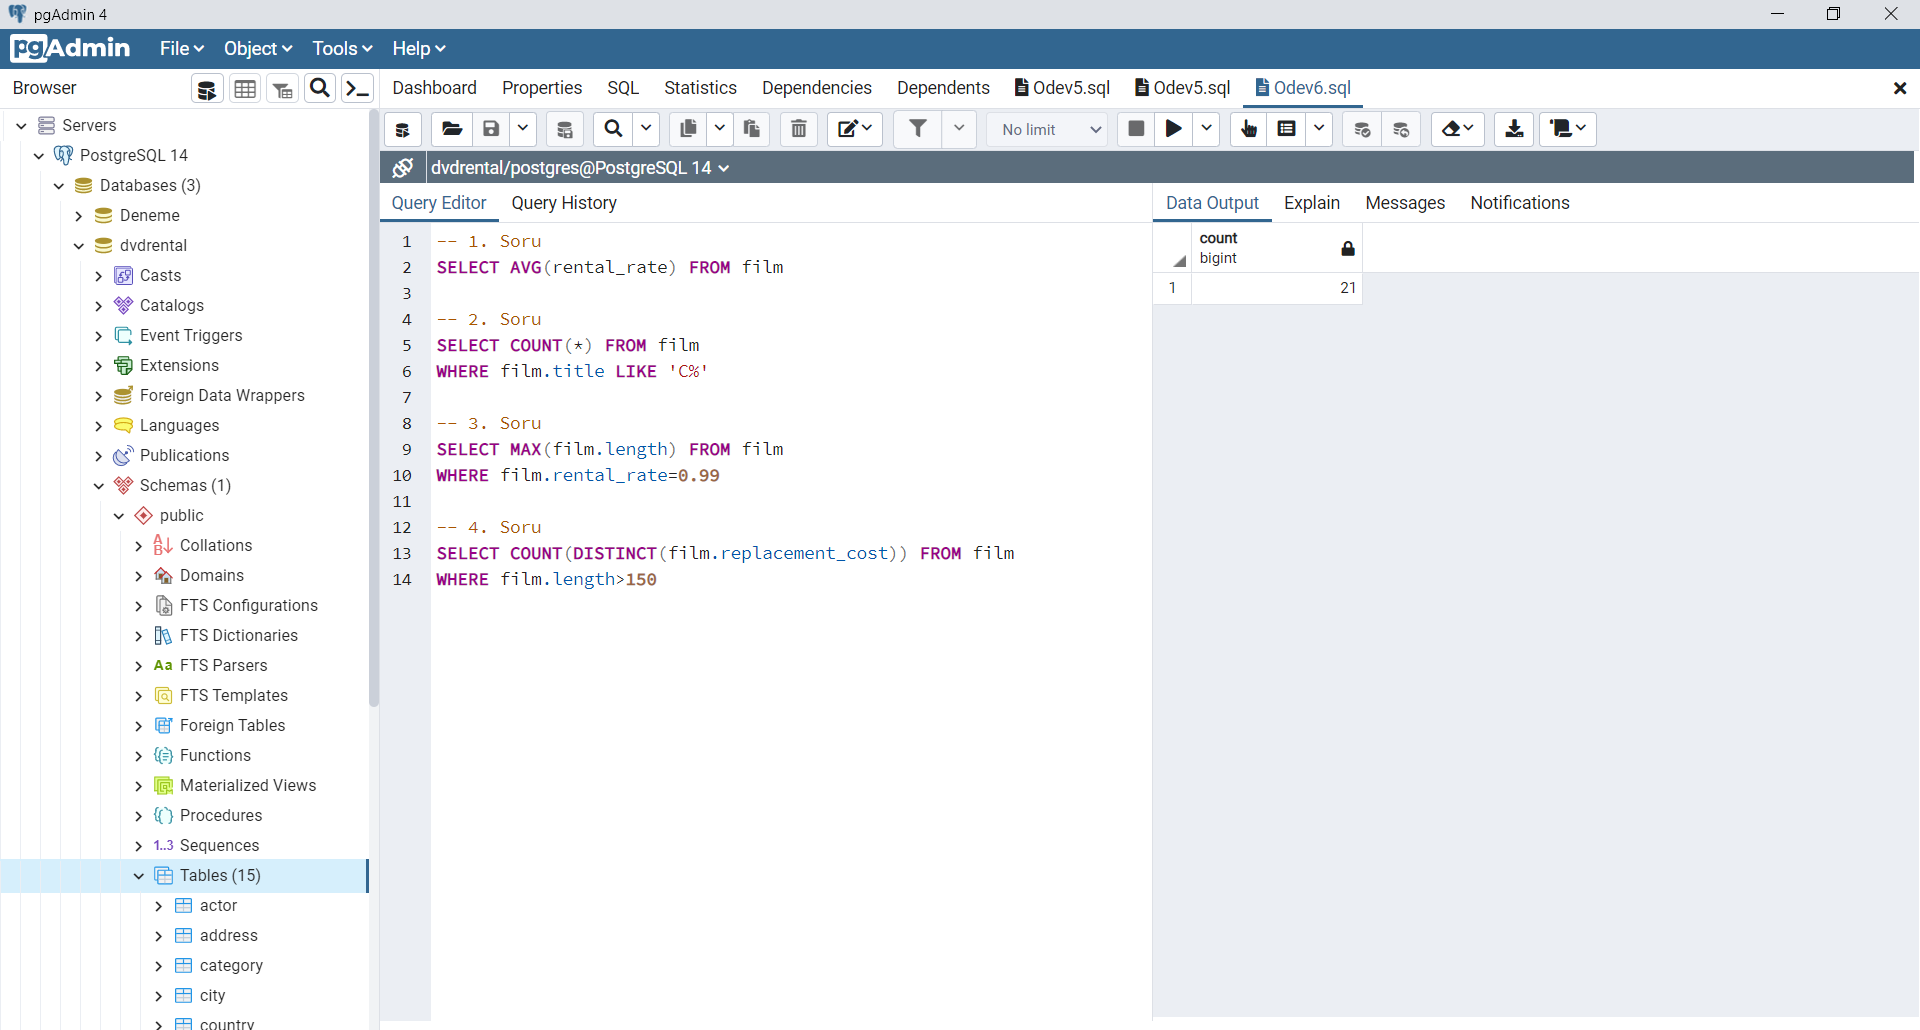 pgAdmin 4
pgAdmin File Object Tools Help
Browser
Dashboard Properties SQL Statistics Dependencies Dependents Odev5.sql Odev5.sql Odev6.sql
No limit
dvdrental/postgres@PostgreSQL 14
Servers
PostgreSQL 14
Databases (3)
Deneme
dvdrental
Casts
Catalogs
Event Triggers
Extensions
Foreign Data Wrappers
Languages
Publications
Schemas (1)
public
Collations
Domains
FTS Configurations
FTS Dictionaries
Aa FTS Parsers
FTS Templates
Foreign Tables
Functions
Materialized Views
Procedures
1..3 Sequences
Tables (15)
actor
address
category
city
country
Query Editor Query History
1 -- 1. Soru
2 SELECT AVG(rental_rate) FROM film
3
4 -- 2. Soru
5 SELECT COUNT(*) FROM film
6 WHERE film.title LIKE 'C%'
7
8 -- 3. Soru
9 SELECT MAX(film.length) FROM film
10 WHERE film.rental_rate=0.99
11
12 -- 4. Soru
13 SELECT COUNT(DISTINCT(film.replacement_cost)) FROM film
14 WHERE film.length>150
Data Output Explain Messages Notifications
count
bigint
1 21